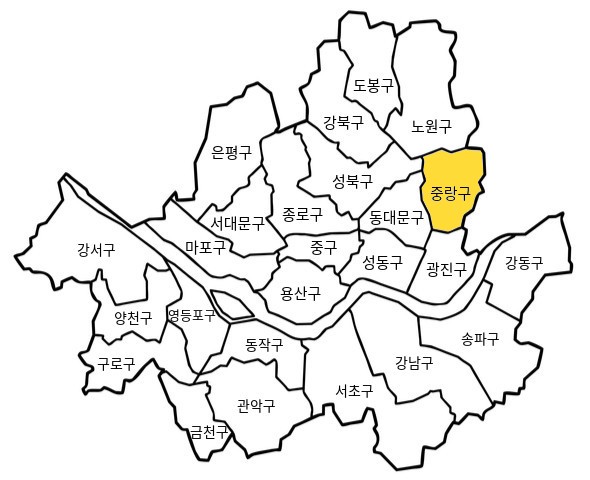 도봉구
강북구
노원구
은평구
성북구
중랑구
서대문구
종로구
동대문구
마포구
중구
강서구
성동구
광진구
강동구
용산구
양천구
영등포구
동작구
송파구
구로구
강남구
서초구
관악구
금천구